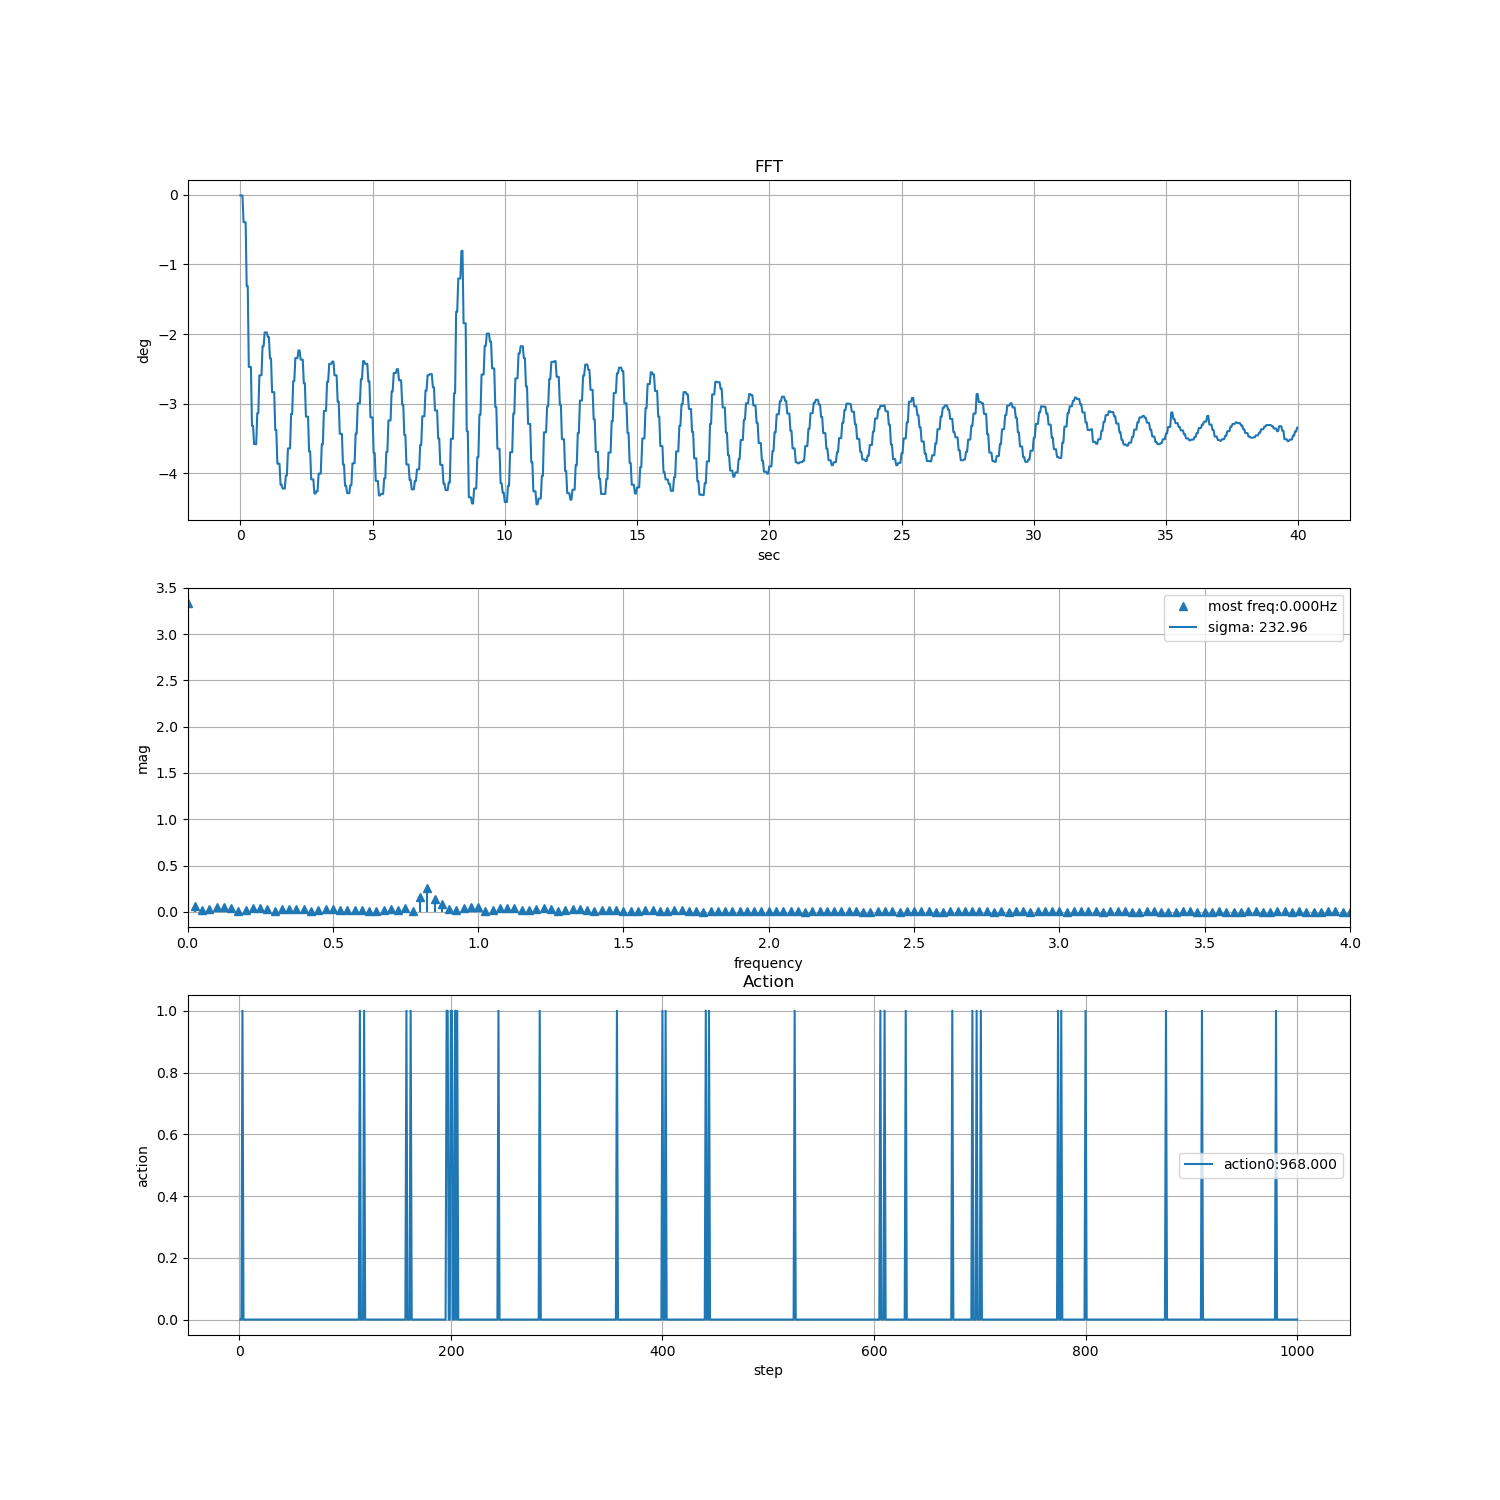 FFT
0
−1
−2
−3
−4
deg
0 5 10 15 20 25 30 35 40
sec
3.5
3.0
2.5
2.0
1.5
1.0
0.5
0.0
mag
most freq:0.000Hz
sigma: 232.96
0.0 0.5 1.0 1.5 2.0 2.5 3.0 3.5 4.0
frequency
Action
1.0
0.8
0.6
0.4
0.2
0.0
action
action0:968.000
0 200 400 600 800 1000
step